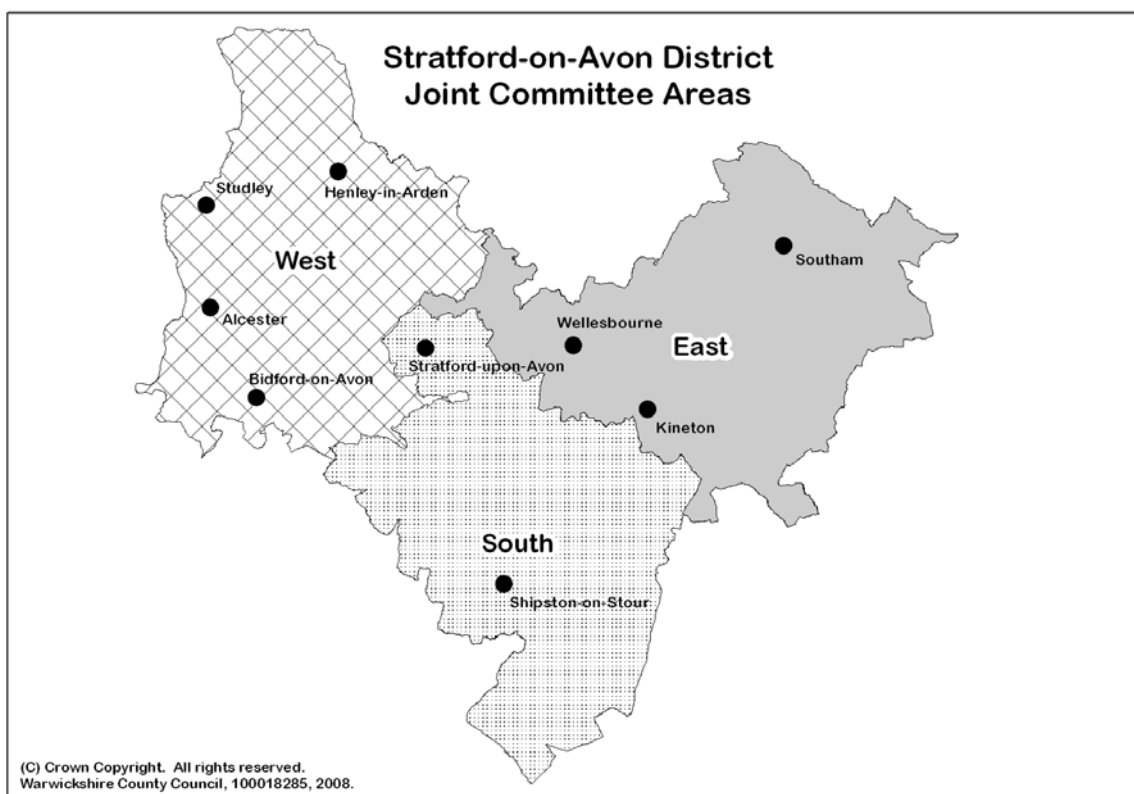 Stratford-on-Avon District
Joint Committee Areas
Studley
Henley-in-Arden
West
Southam
Alcester
Wellesbourne
East
Stratford-upon-Avon
Bidford-on-Avon
Kineton
South
Shipston-on-Stour
(C) Crown Copyright. All rights reserved.
Warwickshire County Council, 100018285, 2008.